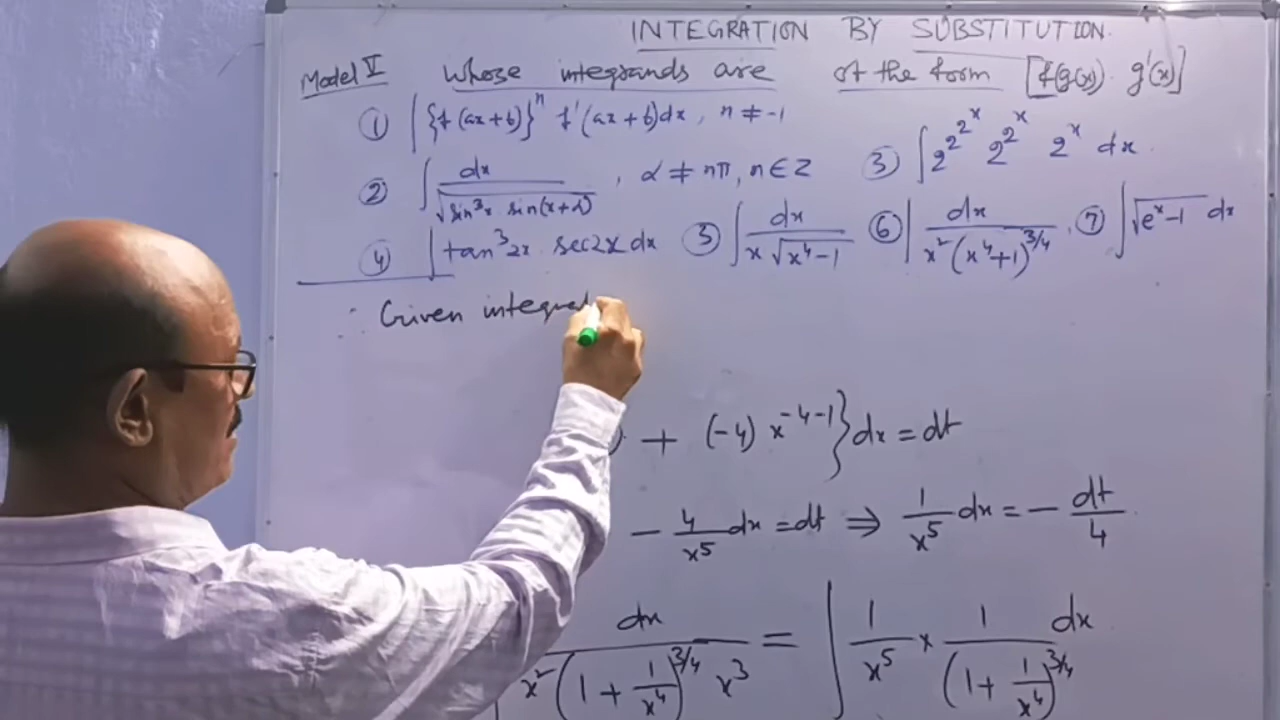 INTEGRATION BY SUBSTITUTION.
Model V whose integrands are of the form [f(g(x)) · g'(x)]
① ∫ {f(ax+b)}^n f'(ax+b)dx, n ≠ -1
② ∫ dx / √(sin³x. sin(x+α)) , α ≠ nπ, n ∈ Z ③ ∫ 2^{2^{2^x}} 2^{2^x} 2^x dx.
④ ∫ tan³2x. sec2x dx ⑤ ∫ dx / (x √(x⁴-1)) ⑥ ∫ dx / (x²(x⁴+1)^{3/4}), ⑦ ∫ √(e^x-1) dx
∴ Given integral
+ (-4) x^{-4-1}} dx = dt
- 4/x⁵ dx = dt ⇒ 1/x⁵ dx = - dt/4
dx / (x² (1 + 1/x⁴)^{3/4} x³) = ∫ 1/x⁵ × 1/(1 + 1/x⁴)^{3/4} dx